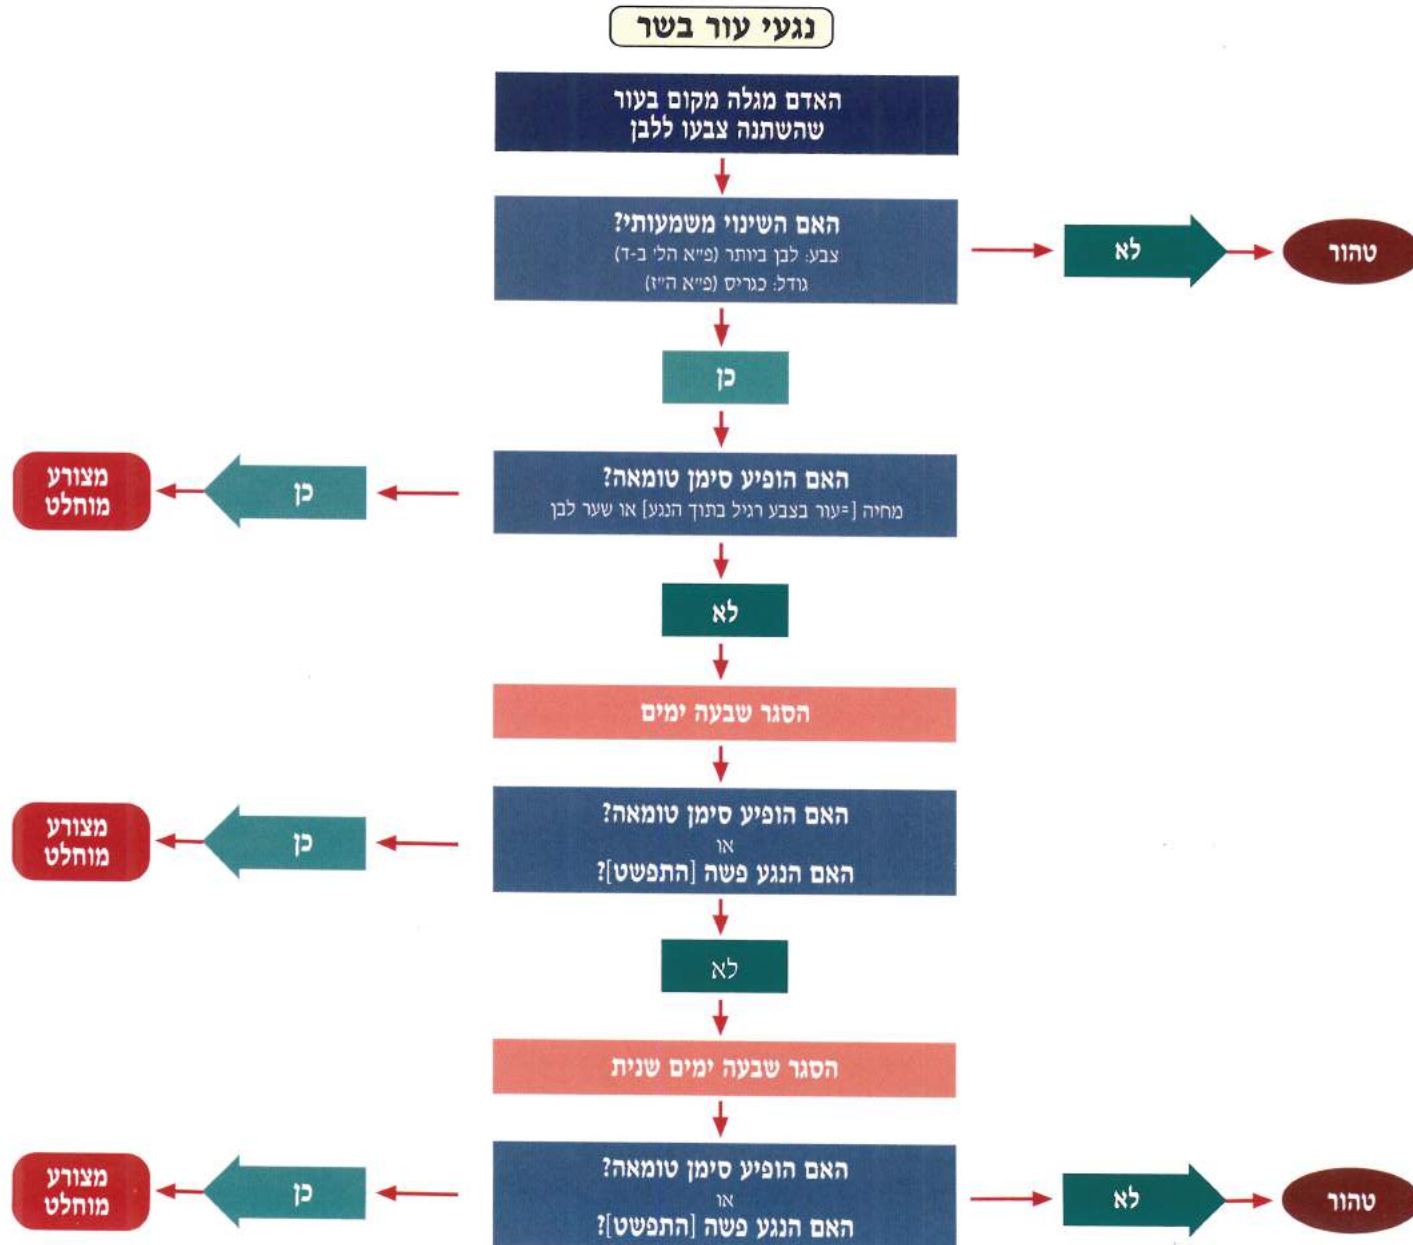 נגעי עור בשר
האדם מגלה מקום בעור
שהשתנה צבעו ללבן
האם השינוי משמעותי?
צבע: לבן ביותר (פ״א הל׳ ב-ד)
גודל: כגריס (פ״א ה״ז)
לא
טהור
כן
האם הופיע סימן טומאה?
מחיה [=עור בצבע רגיל בתוך הנגע] או שער לבן
כן
מצורע
מוחלט
לא
הסגר שבעה ימים
האם הופיע סימן טומאה?
או
האם הנגע פשה [התפשט]?
כן
מצורע
מוחלט
לא
הסגר שבעה ימים שנית
האם הופיע סימן טומאה?
או
האם הנגע פשה [התפשט]?
לא
טהור
כן
מצורע
מוחלט